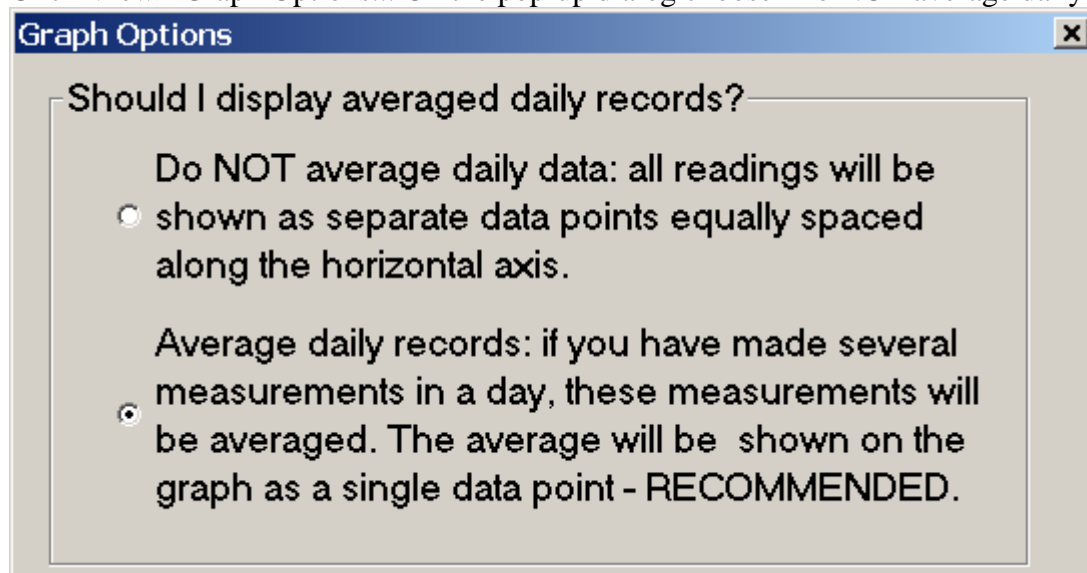 Graph Options
Should I display averaged daily records?
Do NOT average daily data: all readings will be
shown as separate data points equally spaced
along the horizontal axis.
Average daily records: if you have made several
measurements in a day, these measurements will
be averaged. The average will be  shown on the
graph as a single data point - RECOMMENDED.